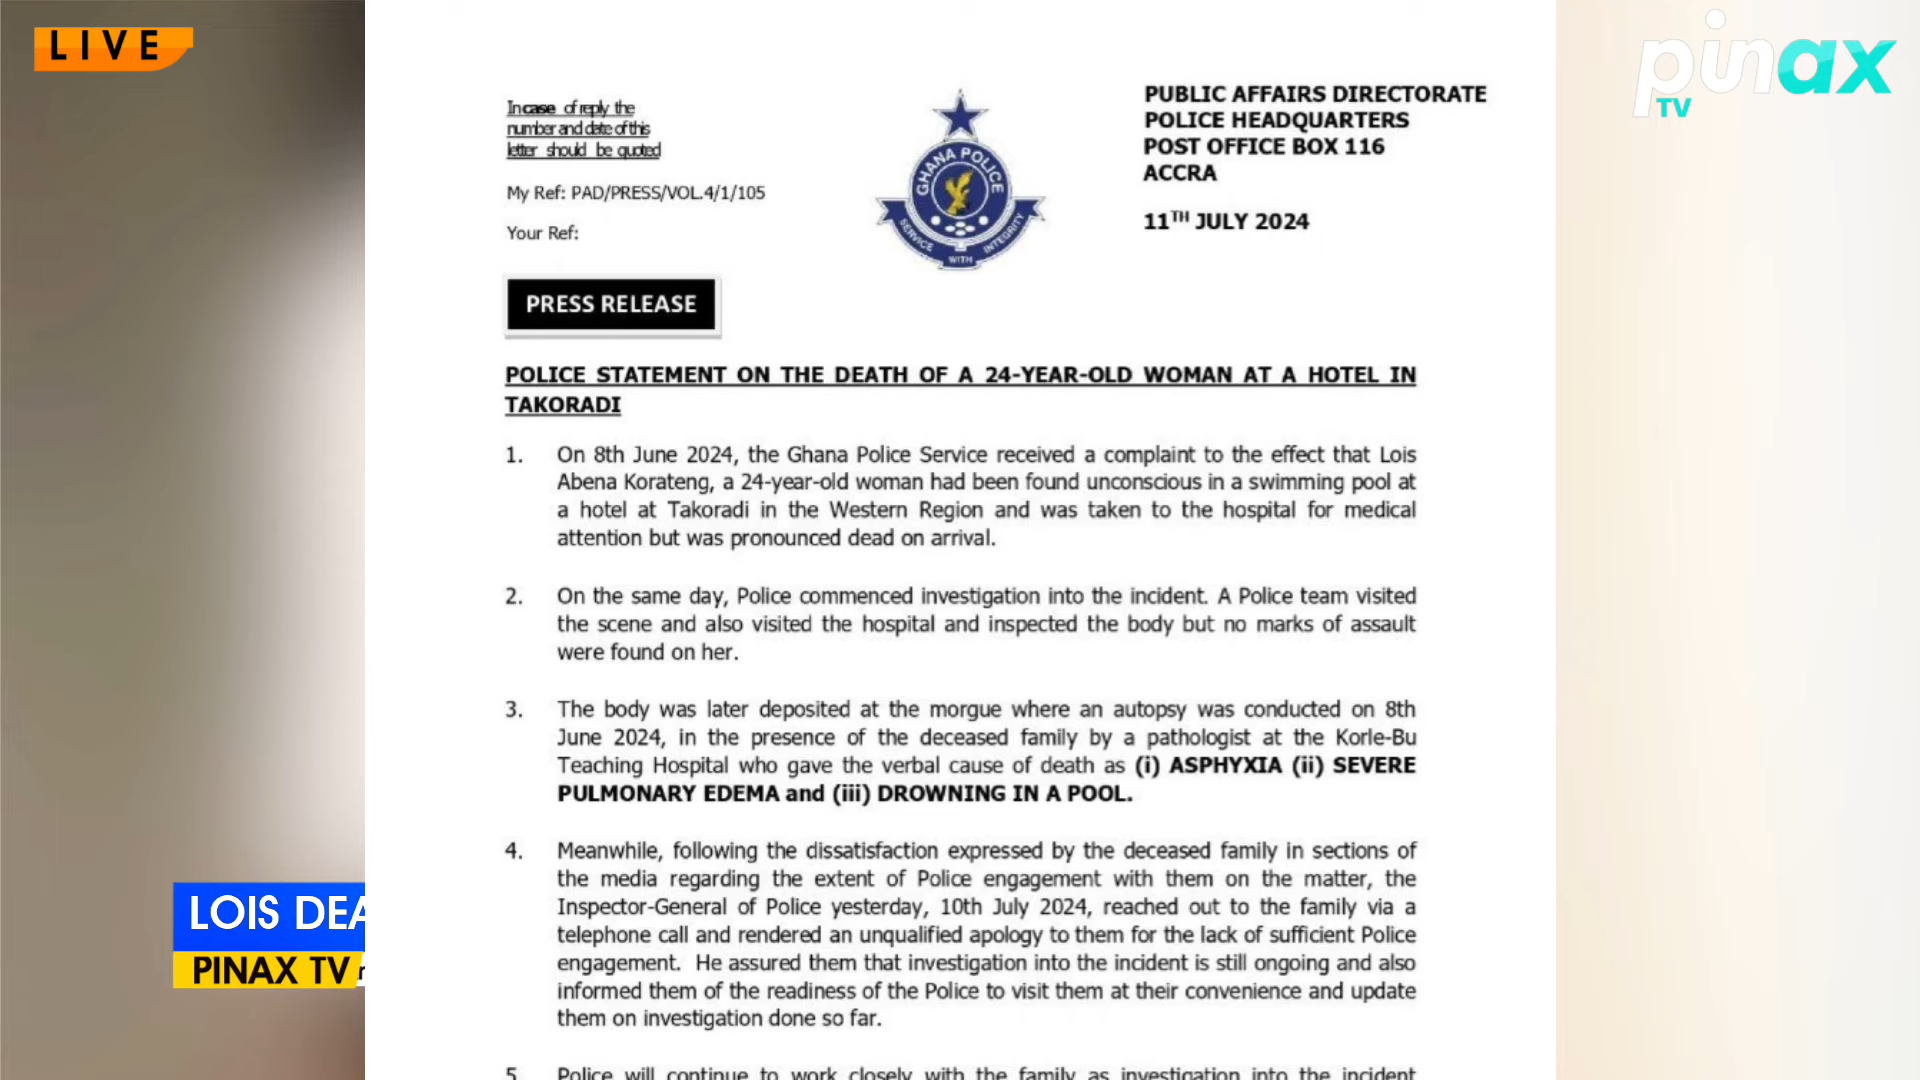 LIVE
pinax
TV
In case of reply the
number and date of this
letter should be quoted
My Ref: PAD/PRESS/VOL.4/1/105
Your Ref:
GHANA POLICE
SERVICE WITH INTEGRITY
PUBLIC AFFAIRS DIRECTORATE
POLICE HEADQUARTERS
POST OFFICE BOX 116
ACCRA
11TH JULY 2024
PRESS RELEASE
POLICE STATEMENT ON THE DEATH OF A 24-YEAR-OLD WOMAN AT A HOTEL IN
TAKORADI
1. On 8th June 2024, the Ghana Police Service received a complaint to the effect that Lois
Abena Korateng, a 24-year-old woman had been found unconscious in a swimming pool at
a hotel at Takoradi in the Western Region and was taken to the hospital for medical
attention but was pronounced dead on arrival.
2. On the same day, Police commenced investigation into the incident. A Police team visited
the scene and also visited the hospital and inspected the body but no marks of assault
were found on her.
3. The body was later deposited at the morgue where an autopsy was conducted on 8th
June 2024, in the presence of the deceased family by a pathologist at the Korle-Bu
Teaching Hospital who gave the verbal cause of death as (i) ASPHYXIA (ii) SEVERE
PULMONARY EDEMA and (iii) DROWNING IN A POOL.
4. Meanwhile, following the dissatisfaction expressed by the deceased family in sections of
the media regarding the extent of Police engagement with them on the matter, the
Inspector-General of Police yesterday, 10th July 2024, reached out to the family via a
telephone call and rendered an unqualified apology to them for the lack of sufficient Police
engagement. He assured them that investigation into the incident is still ongoing and also
informed them of the readiness of the Police to visit them at their convenience and update
them on investigation done so far.
5. Police will continue to work closely with the family as investigation into the incident
LOIS DEA
PINAX TV